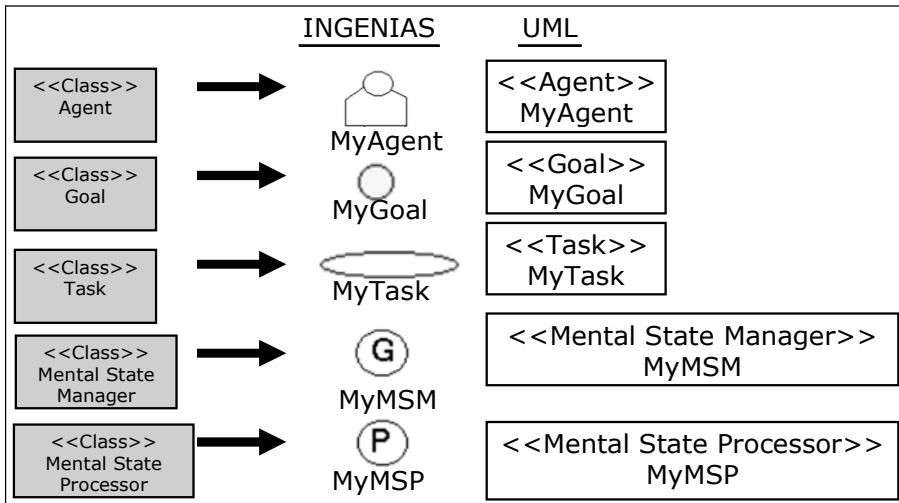 INGENIAS UML
<<Class>>
Agent
MyAgent
<<Agent>>
MyAgent
<<Class>>
Goal
MyGoal
<<Goal>>
MyGoal
<<Class>>
Task
MyTask
<<Task>>
MyTask
<<Class>>
Mental State
Manager
G
MyMSM
<<Mental State Manager>>
MyMSM
<<Class>>
Mental State
Processor
P
MyMSP
<<Mental State Processor>>
MyMSP